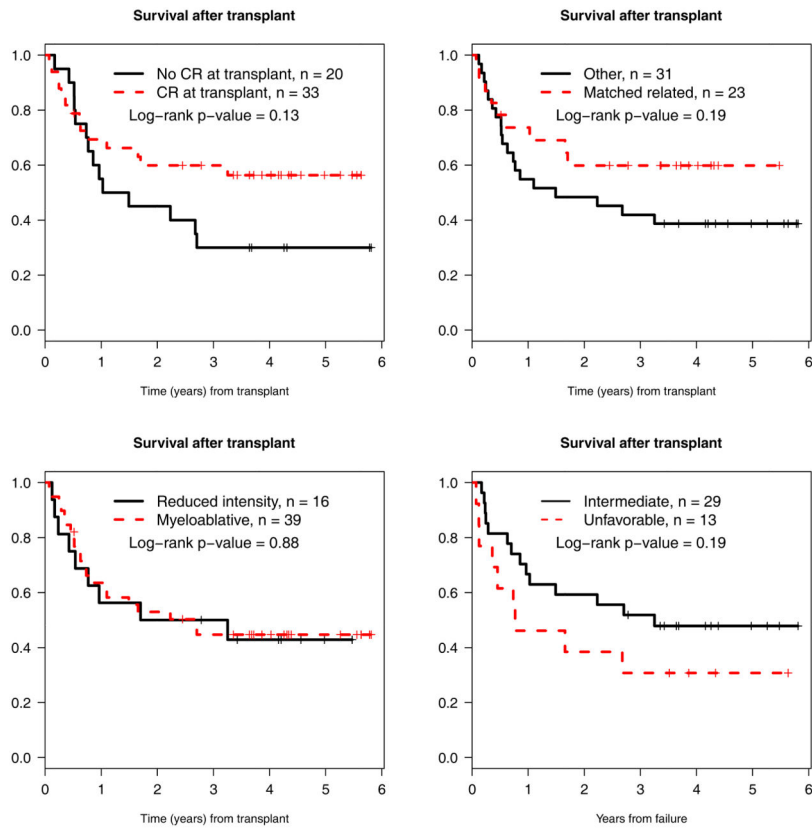 Survival after transplant
1.0
0.8
0.6
0.4
0.2
0.0
No CR at transplant, n = 20
CR at transplant, n = 33
Log-rank p-value = 0.13
0 1 2 3 4 5 6
Time (years) from transplant
Survival after transplant
1.0
0.8
0.6
0.4
0.2
0.0
Other, n = 31
Matched related, n = 23
Log-rank p-value = 0.19
0 1 2 3 4 5 6
Time (years) from transplant
Survival after transplant
1.0
0.8
0.6
0.4
0.2
0.0
Reduced intensity, n = 16
Myeloablative, n = 39
Log-rank p-value = 0.88
0 1 2 3 4 5 6
Time (years) from transplant
Survival after transplant
1.0
0.8
0.6
0.4
0.2
0.0
Intermediate, n = 29
Unfavorable, n = 13
Log-rank p-value = 0.19
0 1 2 3 4 5 6
Years from failure